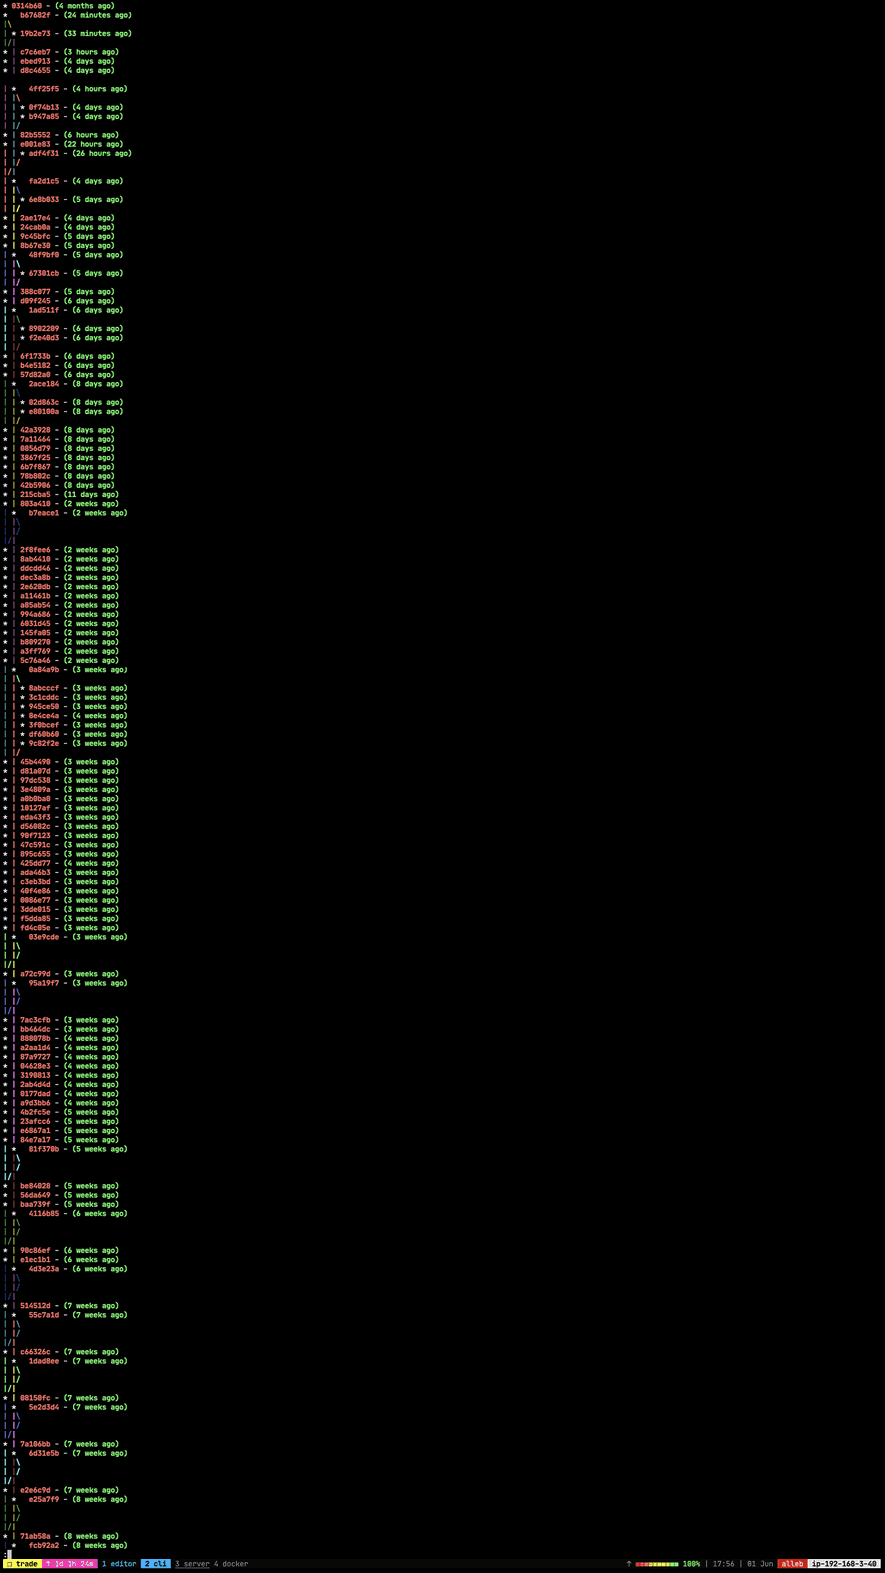 * 0314b60 - (4 months ago)
*   b67682f - (24 minutes ago)
|\
| * 19b2e73 - (33 minutes ago)
|/|
* | c7c6eb7 - (3 hours ago)
* | ebed913 - (4 days ago)
* | d8c4655 - (4 days ago)
| *   4ff25f5 - (4 hours ago)
| |\
| | * 0f74b13 - (4 days ago)
| | * b947a85 - (4 days ago)
| |/
* | 82b5552 - (6 hours ago)
* | e001e83 - (22 hours ago)
| | * adf4f31 - (26 hours ago)
| |/
|/|
| *   fa2d1c5 - (4 days ago)
| |\
| | * 6e8b033 - (5 days ago)
| |/
* | 2ae17e4 - (4 days ago)
* | 24cab0a - (4 days ago)
* | 9c45bfc - (5 days ago)
* | 8b67e30 - (5 days ago)
| *   48f9bf0 - (5 days ago)
| |\
| | * 67301cb - (5 days ago)
| |/
* | 388c077 - (5 days ago)
* | d09f245 - (6 days ago)
| *   1ad511f - (6 days ago)
| |\
| | * 8902209 - (6 days ago)
| | * f2e40d3 - (6 days ago)
| |/
* | 6f1733b - (6 days ago)
* | b4e5182 - (6 days ago)
* | 57d82a0 - (6 days ago)
| *   2ace184 - (8 days ago)
| |\
| | * 02d863c - (8 days ago)
| | * e80100a - (8 days ago)
| |/
* | 42a3928 - (8 days ago)
* | 7a11464 - (8 days ago)
* | 0856d79 - (8 days ago)
* | 3867f25 - (8 days ago)
* | 6b7f867 - (8 days ago)
* | 78b802c - (8 days ago)
* | 42b5906 - (8 days ago)
* | 215cba5 - (11 days ago)
* | 803a410 - (2 weeks ago)
| *   b7eace1 - (2 weeks ago)
| |\
| |/
|/|
* | 2f8fee6 - (2 weeks ago)
* | 8ab4410 - (2 weeks ago)
* | ddcdd46 - (2 weeks ago)
* | dec3a8b - (2 weeks ago)
* | 2e620db - (2 weeks ago)
* | a11461b - (2 weeks ago)
* | a85ab54 - (2 weeks ago)
* | 994a686 - (2 weeks ago)
* | 6031d45 - (2 weeks ago)
* | 145fa05 - (2 weeks ago)
* | b809270 - (2 weeks ago)
* | a3ff769 - (2 weeks ago)
* | 5c76a46 - (2 weeks ago)
| *   0a84a9b - (3 weeks ago)
| |\
| | * 8abcccf - (3 weeks ago)
| | * 3c1cddc - (3 weeks ago)
| | * 945ce50 - (3 weeks ago)
| | * 8e4ce4a - (4 weeks ago)
| | * 3f0bcef - (3 weeks ago)
| | * df60b60 - (3 weeks ago)
| | * 9c82f2e - (3 weeks ago)
| |/
* | 45b4490 - (3 weeks ago)
* | d81a07d - (3 weeks ago)
* | 97dc538 - (3 weeks ago)
* | 3e4809a - (3 weeks ago)
* | a0b0ba0 - (3 weeks ago)
* | 10127af - (3 weeks ago)
* | eda43f3 - (3 weeks ago)
* | d56082c - (3 weeks ago)
* | 90f7123 - (3 weeks ago)
* | 47c591c - (3 weeks ago)
* | 895c655 - (3 weeks ago)
* | 425dd77 - (4 weeks ago)
* | ada46b3 - (3 weeks ago)
* | c3eb3bd - (3 weeks ago)
* | 40f4e86 - (3 weeks ago)
* | 0086e77 - (3 weeks ago)
* | 3dde015 - (3 weeks ago)
* | f5dda85 - (3 weeks ago)
* | fd4c05e - (3 weeks ago)
| *   03e9cde - (3 weeks ago)
| |\
| |/
|/|
* | a72c99d - (3 weeks ago)
| *   95a19f7 - (3 weeks ago)
| |\
| |/
|/|
* | 7ac3cfb - (3 weeks ago)
* | bb464dc - (3 weeks ago)
* | 888078b - (4 weeks ago)
* | a2aa1d4 - (4 weeks ago)
* | 87a9727 - (4 weeks ago)
* | 04628e3 - (4 weeks ago)
* | 3190813 - (4 weeks ago)
* | 2ab4d4d - (4 weeks ago)
* | 0177dad - (4 weeks ago)
* | a9d3bb6 - (4 weeks ago)
* | 4b2fc5e - (5 weeks ago)
* | 23afcc6 - (5 weeks ago)
* | e6867a1 - (5 weeks ago)
* | 84e7a17 - (5 weeks ago)
| *   81f370b - (5 weeks ago)
| |\
| |/
|/|
* | be84028 - (5 weeks ago)
* | 56da649 - (5 weeks ago)
* | baa739f - (5 weeks ago)
| *   4116b85 - (6 weeks ago)
| |\
| |/
|/|
* | 90c86ef - (6 weeks ago)
* | e1ec1b1 - (6 weeks ago)
| *   4d3e23a - (6 weeks ago)
| |\
| |/
|/|
* | 514512d - (7 weeks ago)
| *   55c7a1d - (7 weeks ago)
| |\
| |/
|/|
* | c66326c - (7 weeks ago)
| *   1dad8ee - (7 weeks ago)
| |\
| |/
|/|
* | 08150fc - (7 weeks ago)
| *   5e2d3d4 - (7 weeks ago)
| |\
| |/
|/|
* | 7a106bb - (7 weeks ago)
| *   6d31e5b - (7 weeks ago)
| |\
| |/
|/|
* | e2e6c9d - (7 weeks ago)
| *   e25a7f9 - (8 weeks ago)
| |\
| |/
|/|
* | 71ab58a - (8 weeks ago)
| *   fcb92a2 - (8 weeks ago)
:
❐ trade ↑ 1d 1h 24m 1 editor 2 cli 3 server 4 docker ↑ 100% | 17:56 | 01 Jun alleb ip-192-168-3-40